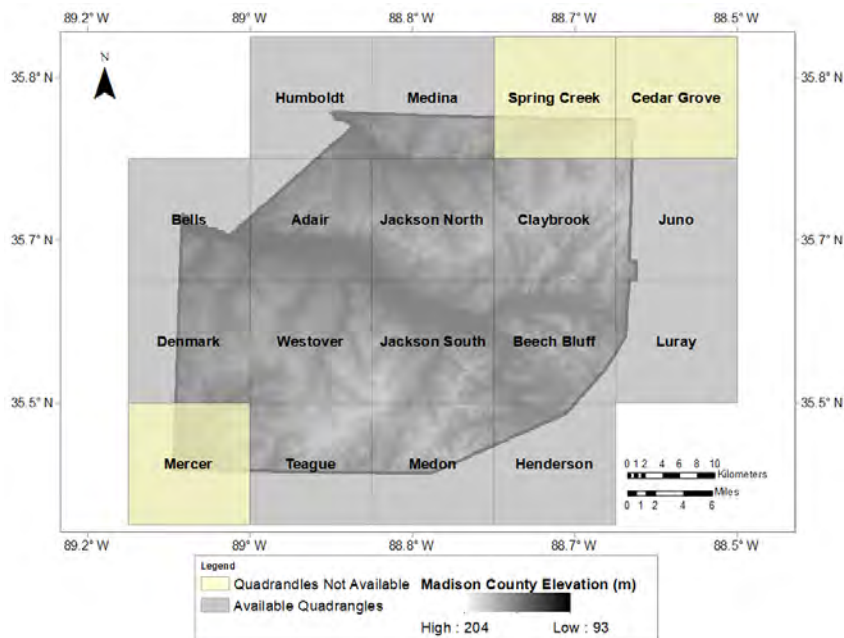 89.2° W 89° W 88.8° W 88.7° W 88.5° W
N
35.8° N 35.8° N
Humboldt Medina Spring Creek Cedar Grove
Bells Adair Jackson North Claybrook Juno
35.7° N 35.7° N
Denmark Westover Jackson South Beech Bluff Luray
35.5° N 35.5° N
Mercer Teague Medon Henderson
0 1 2 4 6 8 10
Kilometers
Miles
0 1 2 4 6
89.2° W 89° W 88.8° W 88.7° W 88.5° W
Legend
Quadrandles Not Available
Available Quadrangles
Madison County Elevation (m)
High : 204 Low : 93